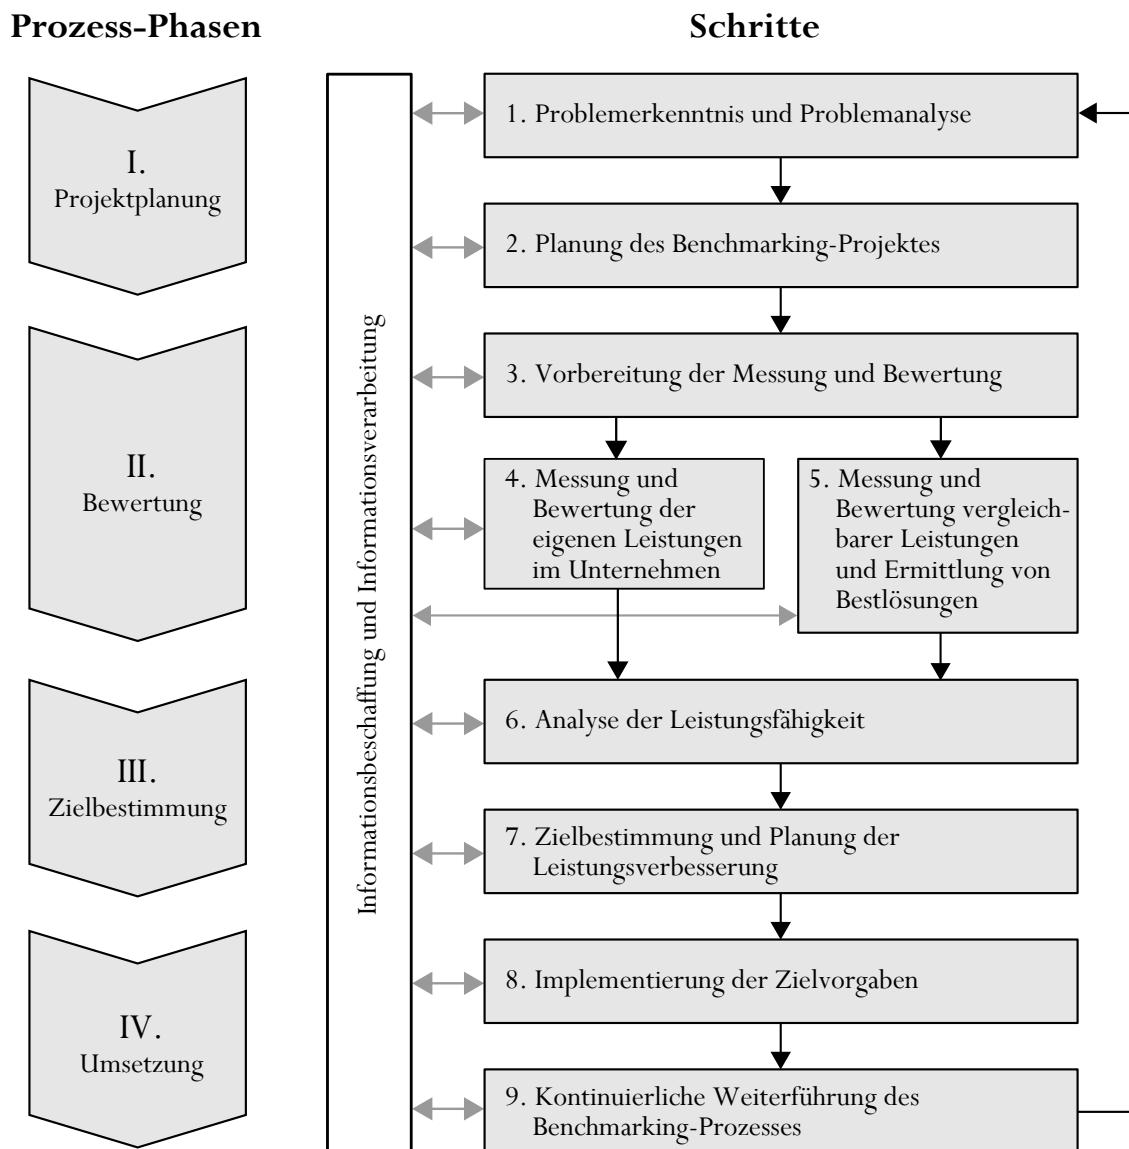 Prozess-Phasen
Schritte
I.
Projektplanung
II.
Bewertung
III.
Zielbestimmung
IV.
Umsetzung
Informationsbeschaffung und Informationsverarbeitung
1. Problemerkenntnis und Problemanalyse
2. Planung des Benchmarking-Projektes
3. Vorbereitung der Messung und Bewertung
4. Messung und
Bewertung der
eigenen Leistungen
im Unternehmen
5. Messung und
Bewertung vergleich-
barer Leistungen
und Ermittlung von
Bestlösungen
6. Analyse der Leistungsfähigkeit
7. Zielbestimmung und Planung der
Leistungsverbesserung
8. Implementierung der Zielvorgaben
9. Kontinuierliche Weiterführung des
Benchmarking-Prozesses